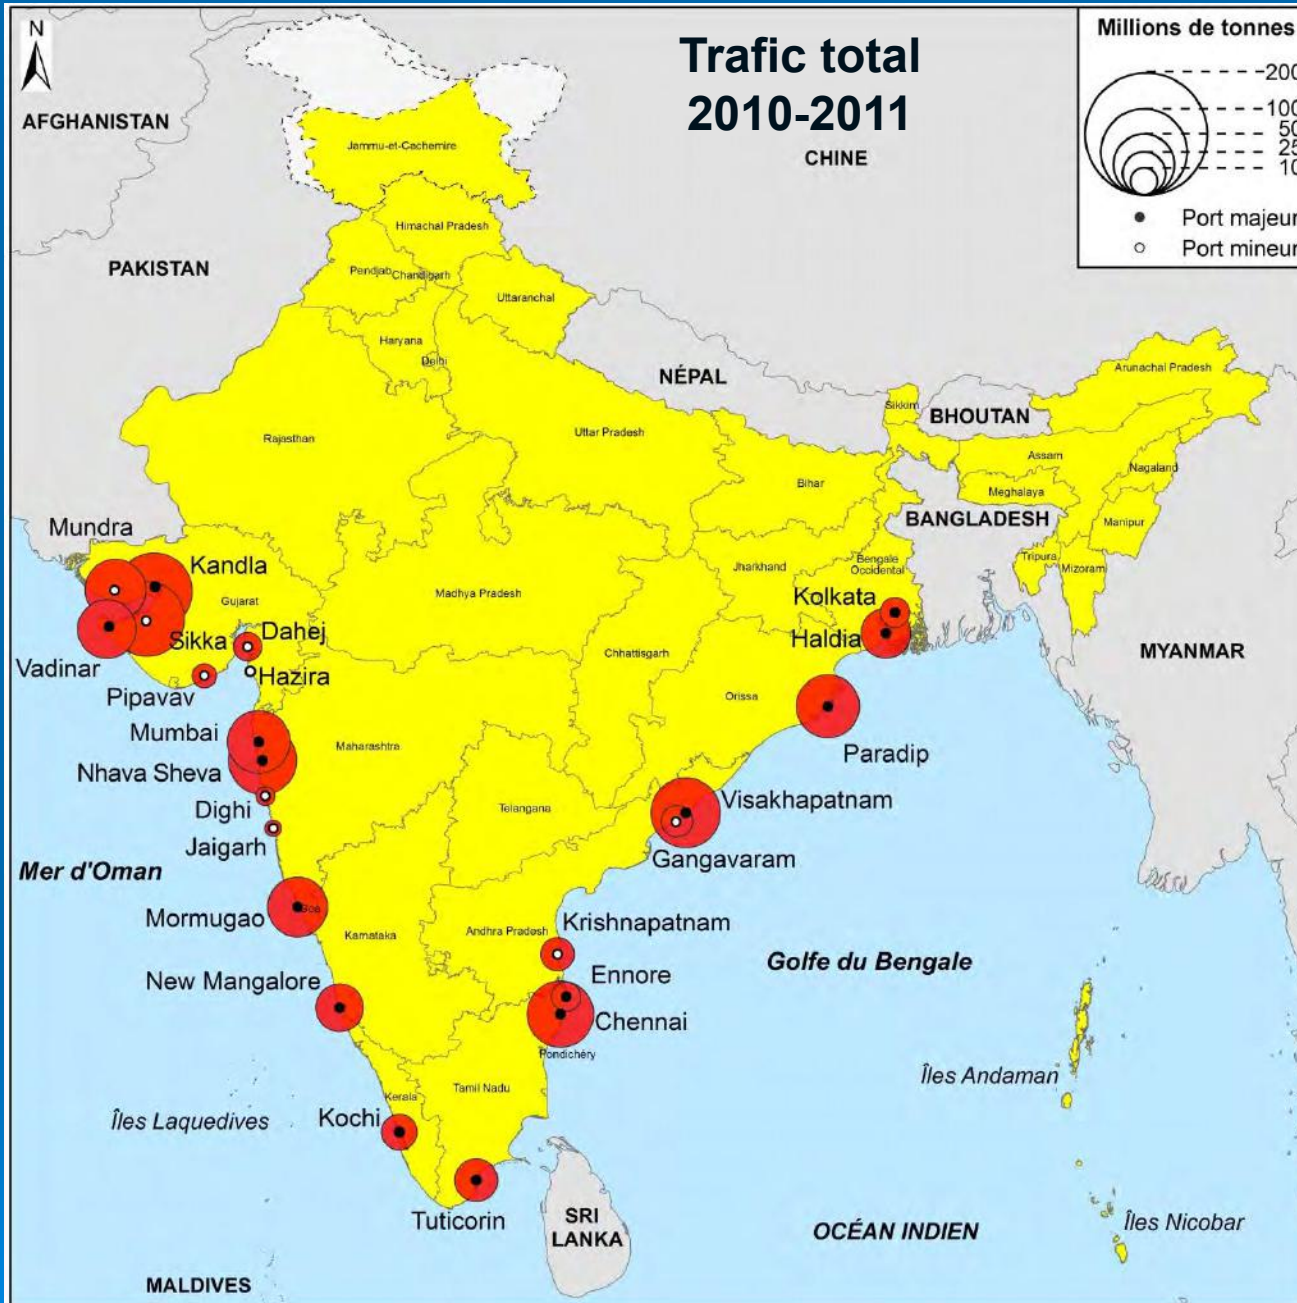 Trafic total
2010-2011
N
Millions de tonnes
200
100
50
25
10
Port majeur
Port mineur
AFGHANISTAN
CHINE
Jammu-et-Cachemire
Himachal Pradesh
PAKISTAN
Pendjab
Chandigarh
Uttaranchal
Haryana
Delhi
NÉPAL
Arunachal Pradesh
Sikkim
BHOUTAN
Rajasthan
Uttar Pradesh
Assam
Nagaland
Bihar
Meghalaya
BANGLADESH
Manipur
Mundra
Tripura
Mizoram
Kandla
Jharkhand
Bengale
Occidental
Gujarat
Madhya Pradesh
Kolkata
Sikka
Dahej
Haldia
Vadinar
Hazira
Chhattisgarh
MYANMAR
Pipavav
Orissa
Mumbai
Maharashtra
Paradip
Nhava Sheva
Dighi
Telangana
Visakhapatnam
Jaigarh
Gangavaram
Mer d'Oman
Mormugao
Goa
Krishnapatnam
Karnataka
Andhra Pradesh
Golfe du Bengale
New Mangalore
Ennore
Chennai
Pondichéry
Îles Andaman
Tamil Nadu
Kerala
Îles Laquedives
Kochi
Tuticorin
SRI
LANKA
OCÉAN INDIEN
Îles Nicobar
MALDIVES